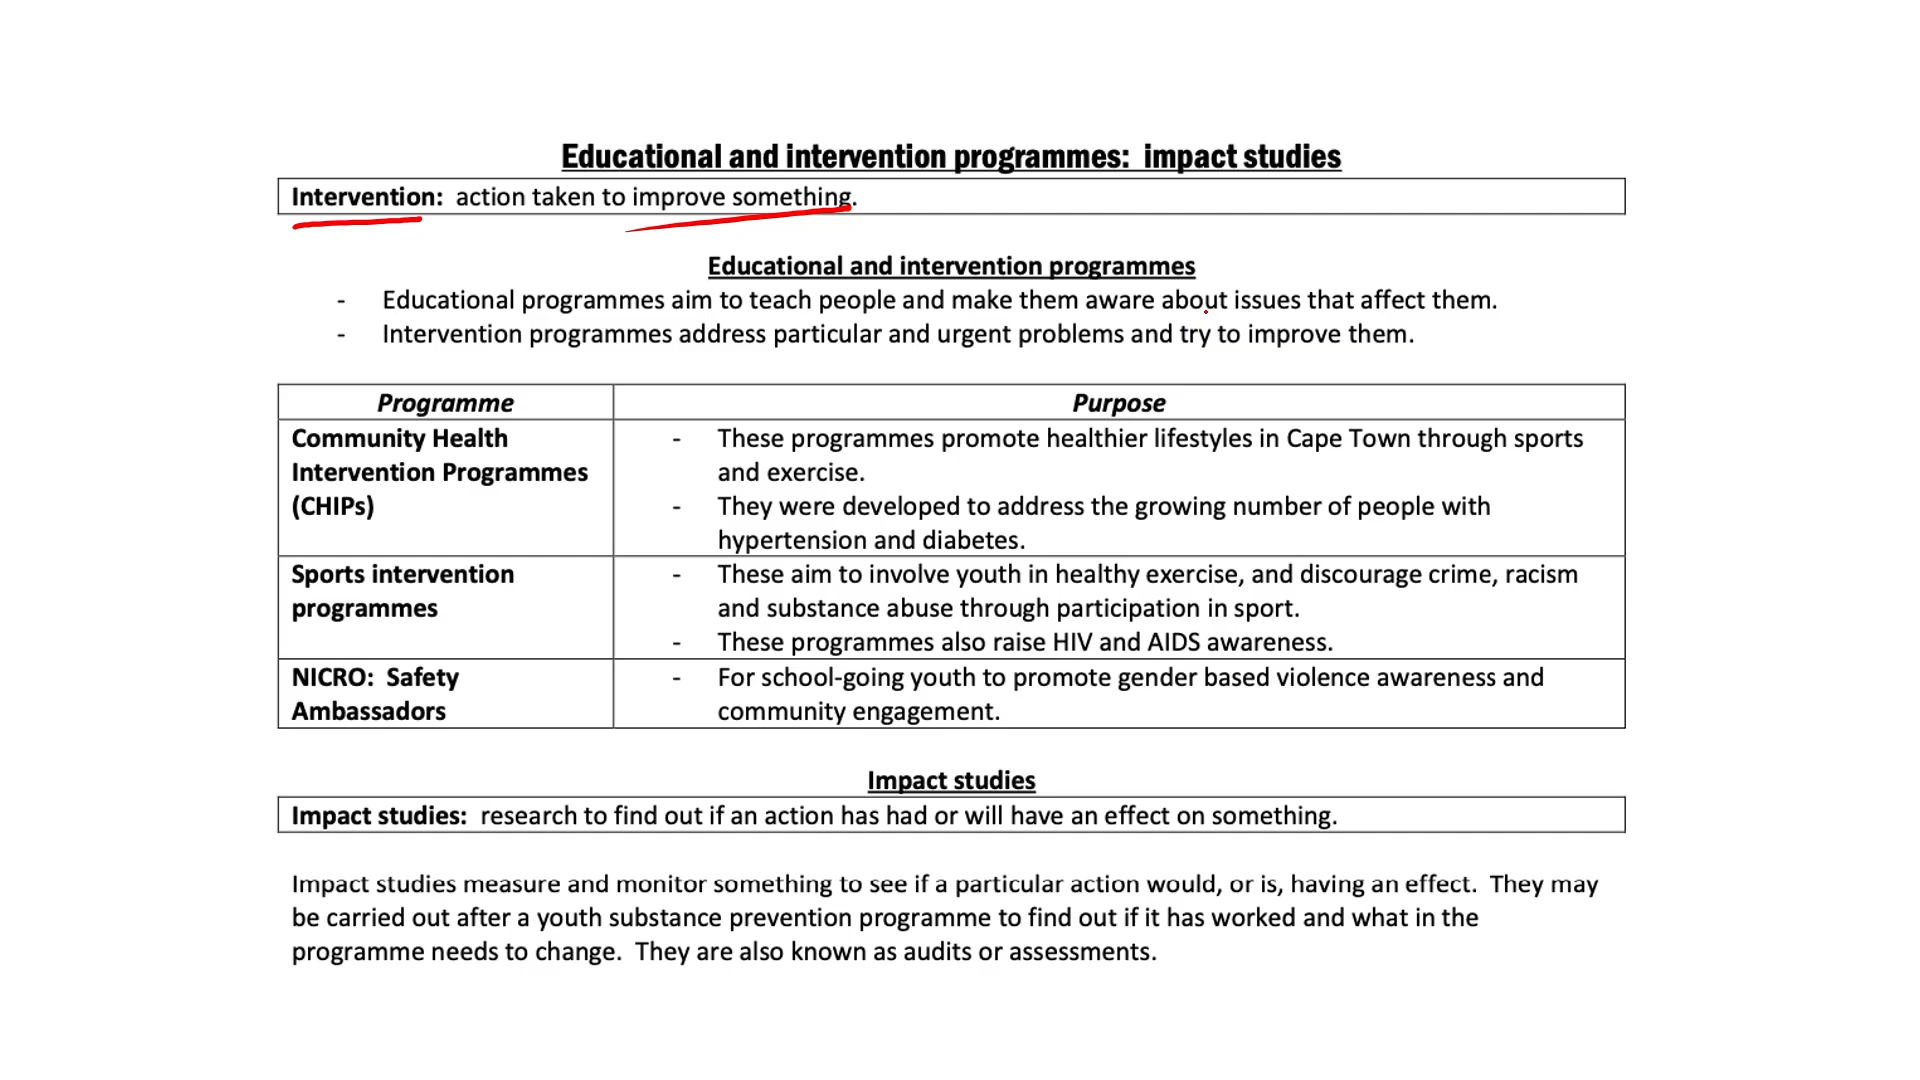 Educational and intervention programmes:  impact studies
Intervention:  action taken to improve something.
Educational and intervention programmes
- Educational programmes aim to teach people and make them aware about issues that affect them.
- Intervention programmes address particular and urgent problems and try to improve them.
Programme Purpose
Community Health
Intervention Programmes
(CHIPs)
- These programmes promote healthier lifestyles in Cape Town through sports
and exercise.
- They were developed to address the growing number of people with
hypertension and diabetes.
Sports intervention
programmes
- These aim to involve youth in healthy exercise, and discourage crime, racism
and substance abuse through participation in sport.
- These programmes also raise HIV and AIDS awareness.
NICRO:  Safety
Ambassadors
- For school-going youth to promote gender based violence awareness and
community engagement.
Impact studies
Impact studies:  research to find out if an action has had or will have an effect on something.
Impact studies measure and monitor something to see if a particular action would, or is, having an effect.  They may
be carried out after a youth substance prevention programme to find out if it has worked and what in the
programme needs to change.  They are also known as audits or assessments.